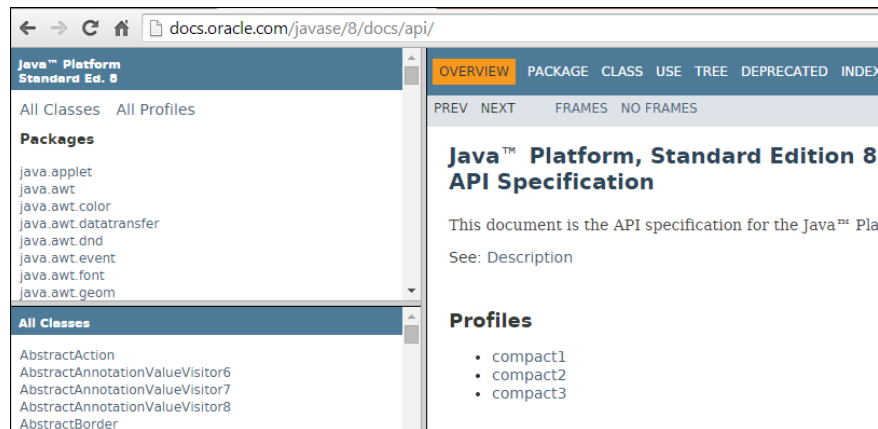 docs.oracle.com/javase/8/docs/api/
Java™ Platform
Standard Ed. 8
All Classes All Profiles
Packages
java.applet
java.awt
java.awt.color
java.awt.datatransfer
java.awt.dnd
java.awt.event
java.awt.font
java.awt.geom
All Classes
AbstractAction
AbstractAnnotationValueVisitor6
AbstractAnnotationValueVisitor7
AbstractAnnotationValueVisitor8
AbstractBorder
OVERVIEW PACKAGE CLASS USE TREE DEPRECATED INDEX
PREV NEXT FRAMES NO FRAMES
Java™ Platform, Standard Edition 8
API Specification
This document is the API specification for the Java™ Pla
See: Description
Profiles
• compact1
• compact2
• compact3